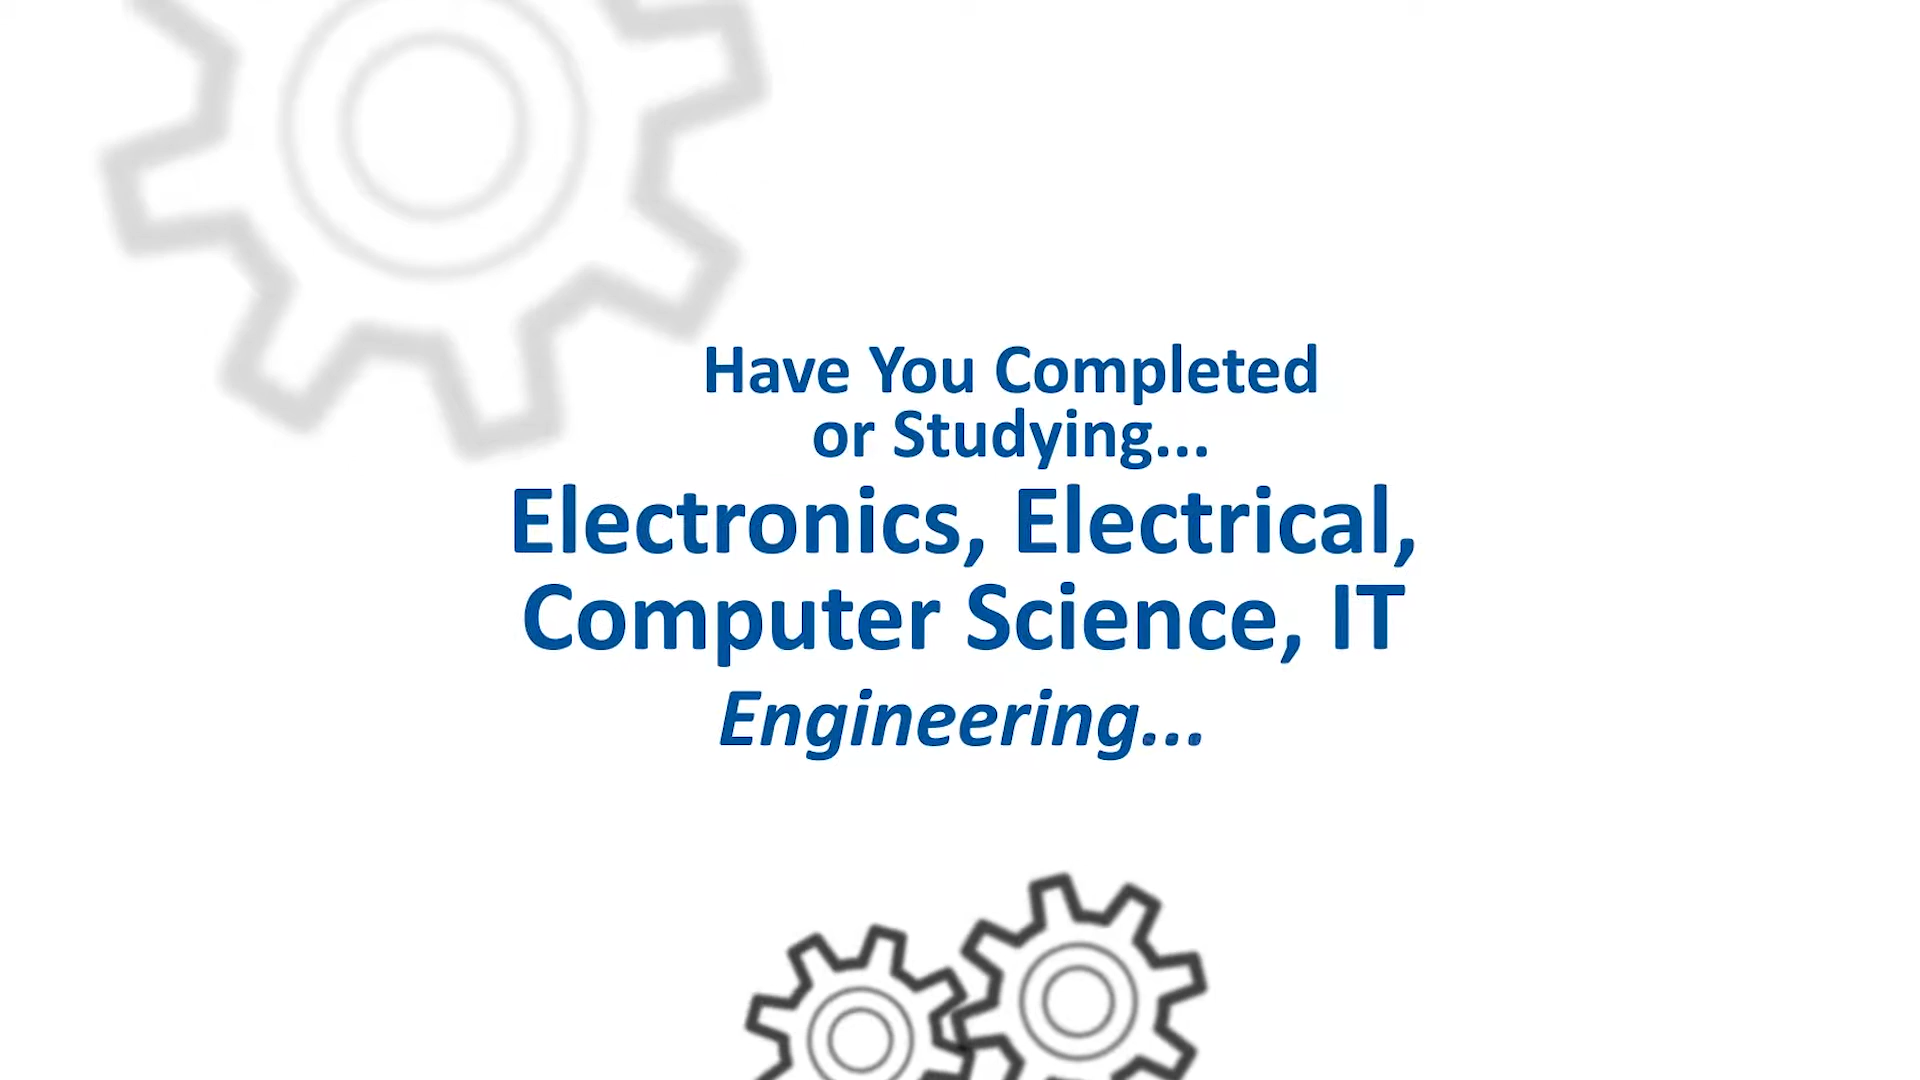 Have You Completed
or Studying...
Electronics, Electrical,
Computer Science, IT
Engineering...